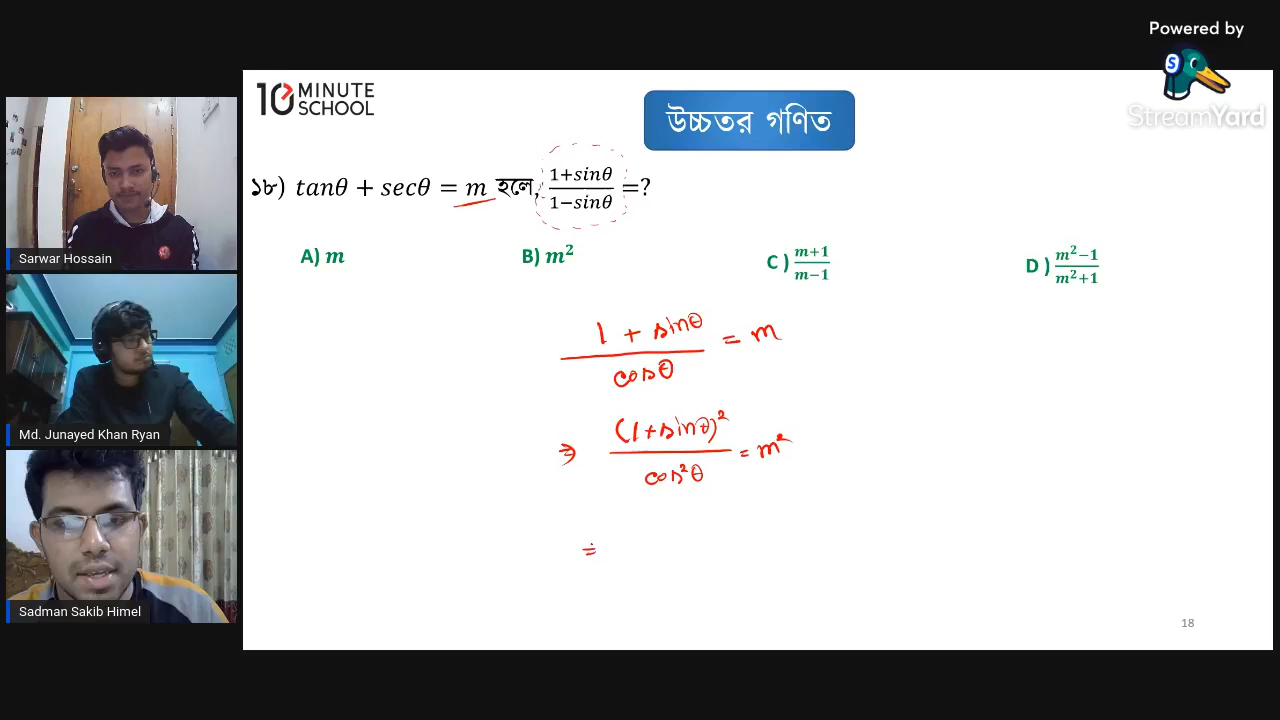 Powered by
StreamYard
10 MINUTE SCHOOL
উচ্চতর গণিত
১৮) tanθ + secθ = m হলে, (1+sinθ)/(1−sinθ) =?
A) m B) m² C ) (m+1)/(m−1) D ) (m²−1)/(m²+1)
(1 + sinθ)/cosθ = m
⇒ (1+sinθ)²/cos²θ = m²
=
18
Sarwar Hossain
Md. Junayed Khan Ryan
Sadman Sakib Himel